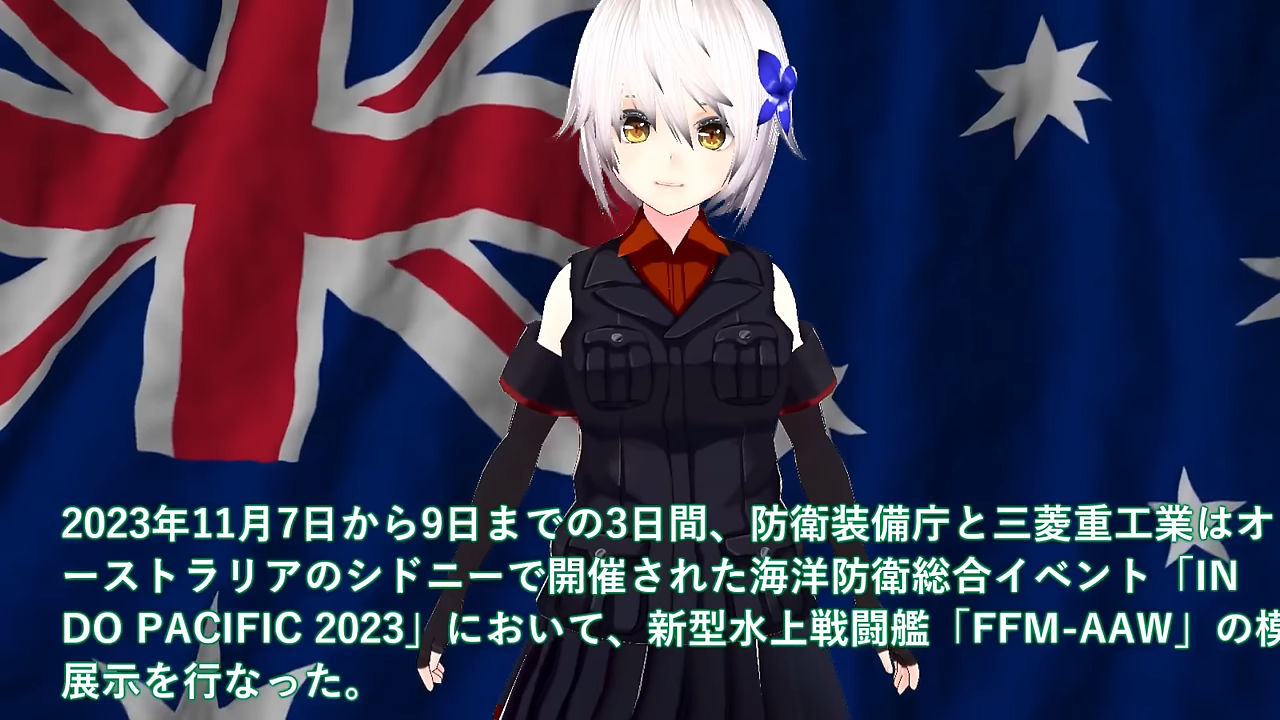 2023年11月7日から9日までの3日間、防衛装備庁と三菱重工業はオ
ーストラリアのシドニーで開催された海洋防衛総合イベント「IN
DO PACIFIC 2023」において、新型水上戦闘艦「FFM-AAW」の模
展示を行なった。